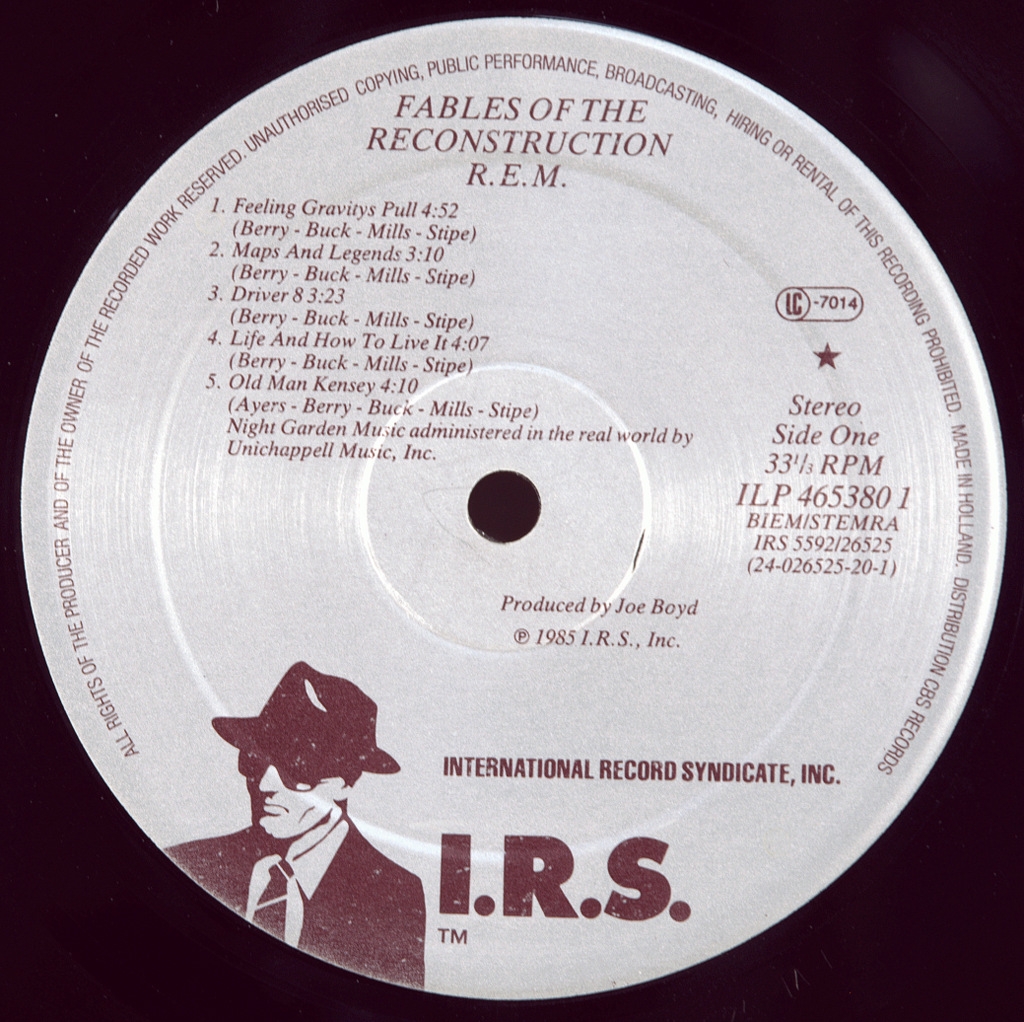 ALL RIGHTS OF THE PRODUCER AND OF THE OWNER OF THE RECORDED WORK RESERVED. UNAUTHORISED COPYING, PUBLIC PERFORMANCE, BROADCASTING, HIRING OR RENTAL OF THIS RECORDING PROHIBITED. MADE IN HOLLAND. DISTRIBUTION CBS RECORDS
FABLES OF THE
RECONSTRUCTION
R.E.M.
1. Feeling Gravitys Pull 4:52
(Berry - Buck - Mills - Stipe)
2. Maps And Legends 3:10
(Berry - Buck - Mills - Stipe)
3. Driver 8 3:23
(Berry - Buck - Mills - Stipe)
4. Life And How To Live It 4:07
(Berry - Buck - Mills - Stipe)
5. Old Man Kensey 4:10
(Ayers - Berry - Buck - Mills - Stipe)
Night Garden Music administered in the real world by
Unichappell Music, Inc.
LC-7014
Stereo
Side One
33 1/3 RPM
ILP 465380 1
BIEM/STEMRA
IRS 5592/26525
(24-026525-20-1)
Produced by Joe Boyd
℗ 1985 I.R.S., Inc.
INTERNATIONAL RECORD SYNDICATE, INC.
I.R.S.
TM